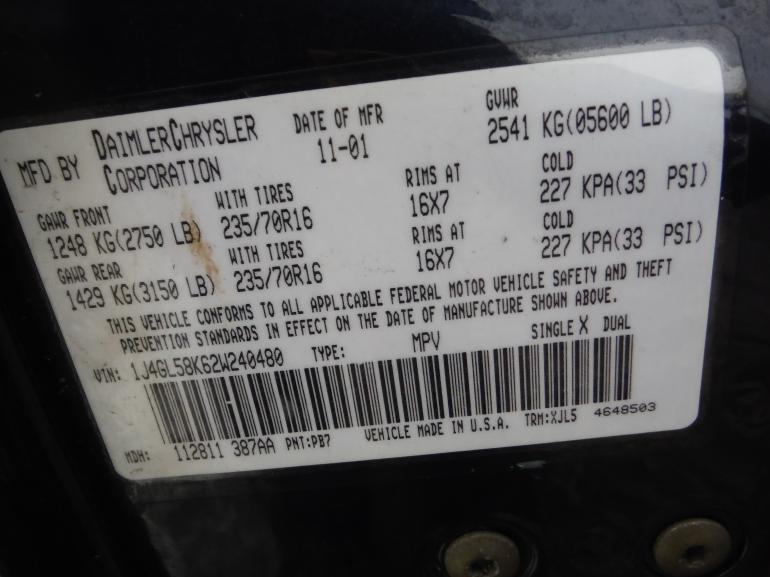 MFD BY DAIMLERCHRYSLER CORPORATION
DATE OF MFR 11-01
GVWR 2541 KG(05600 LB)
GAWR FRONT WITH TIRES RIMS AT COLD
1248 KG(2750 LB) 235/70R16 16X7 227 KPA(33 PSI)
GAWR REAR WITH TIRES RIMS AT COLD
1429 KG(3150 LB) 235/70R16 16X7 227 KPA(33 PSI)
THIS VEHICLE CONFORMS TO ALL APPLICABLE FEDERAL MOTOR VEHICLE SAFETY AND THEFT
PREVENTION STANDARDS IN EFFECT ON THE DATE OF MANUFACTURE SHOWN ABOVE.
VIN: 1J4GL58K62W240480 TYPE: MPV SINGLE X DUAL
MDH: 112811 387AA PNT:PB7 VEHICLE MADE IN U.S.A. TRM:XJL5 4648503